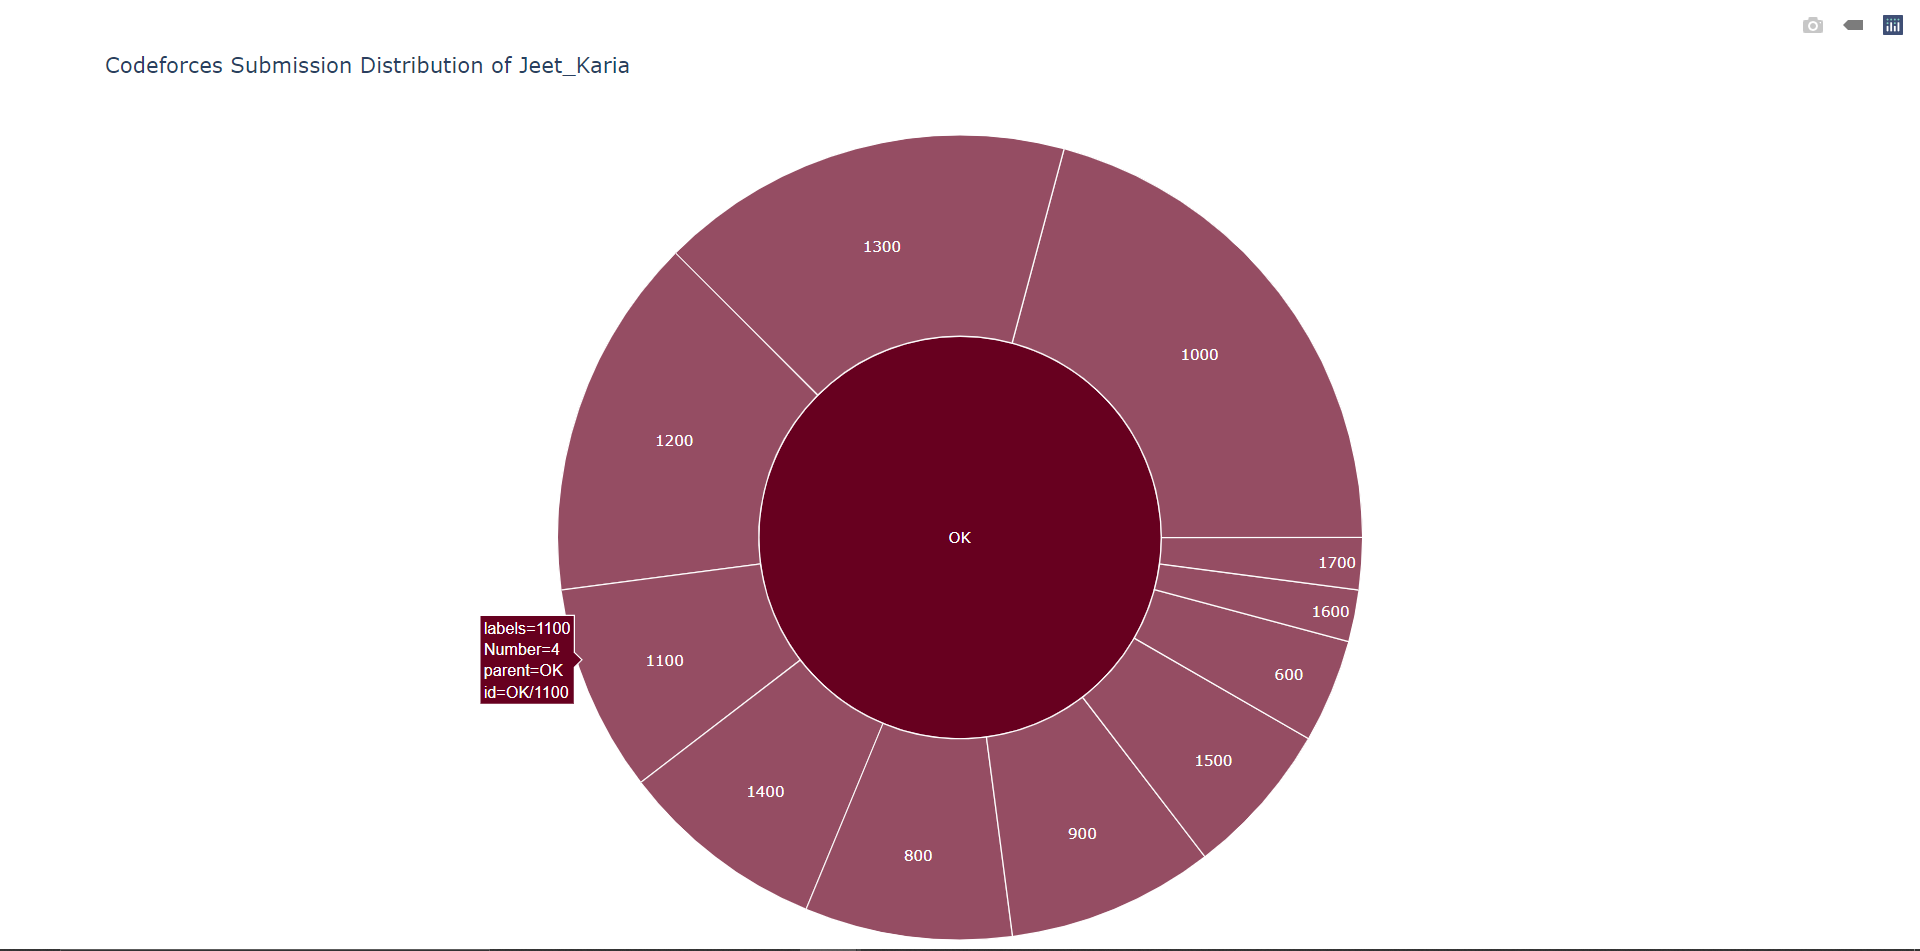 Codeforces Submission Distribution of Jeet_Karia
1300
1000
1200
OK
1700
1600
labels=1100
Number=4
parent=OK
id=OK/1100
1100
600
1500
1400
900
800